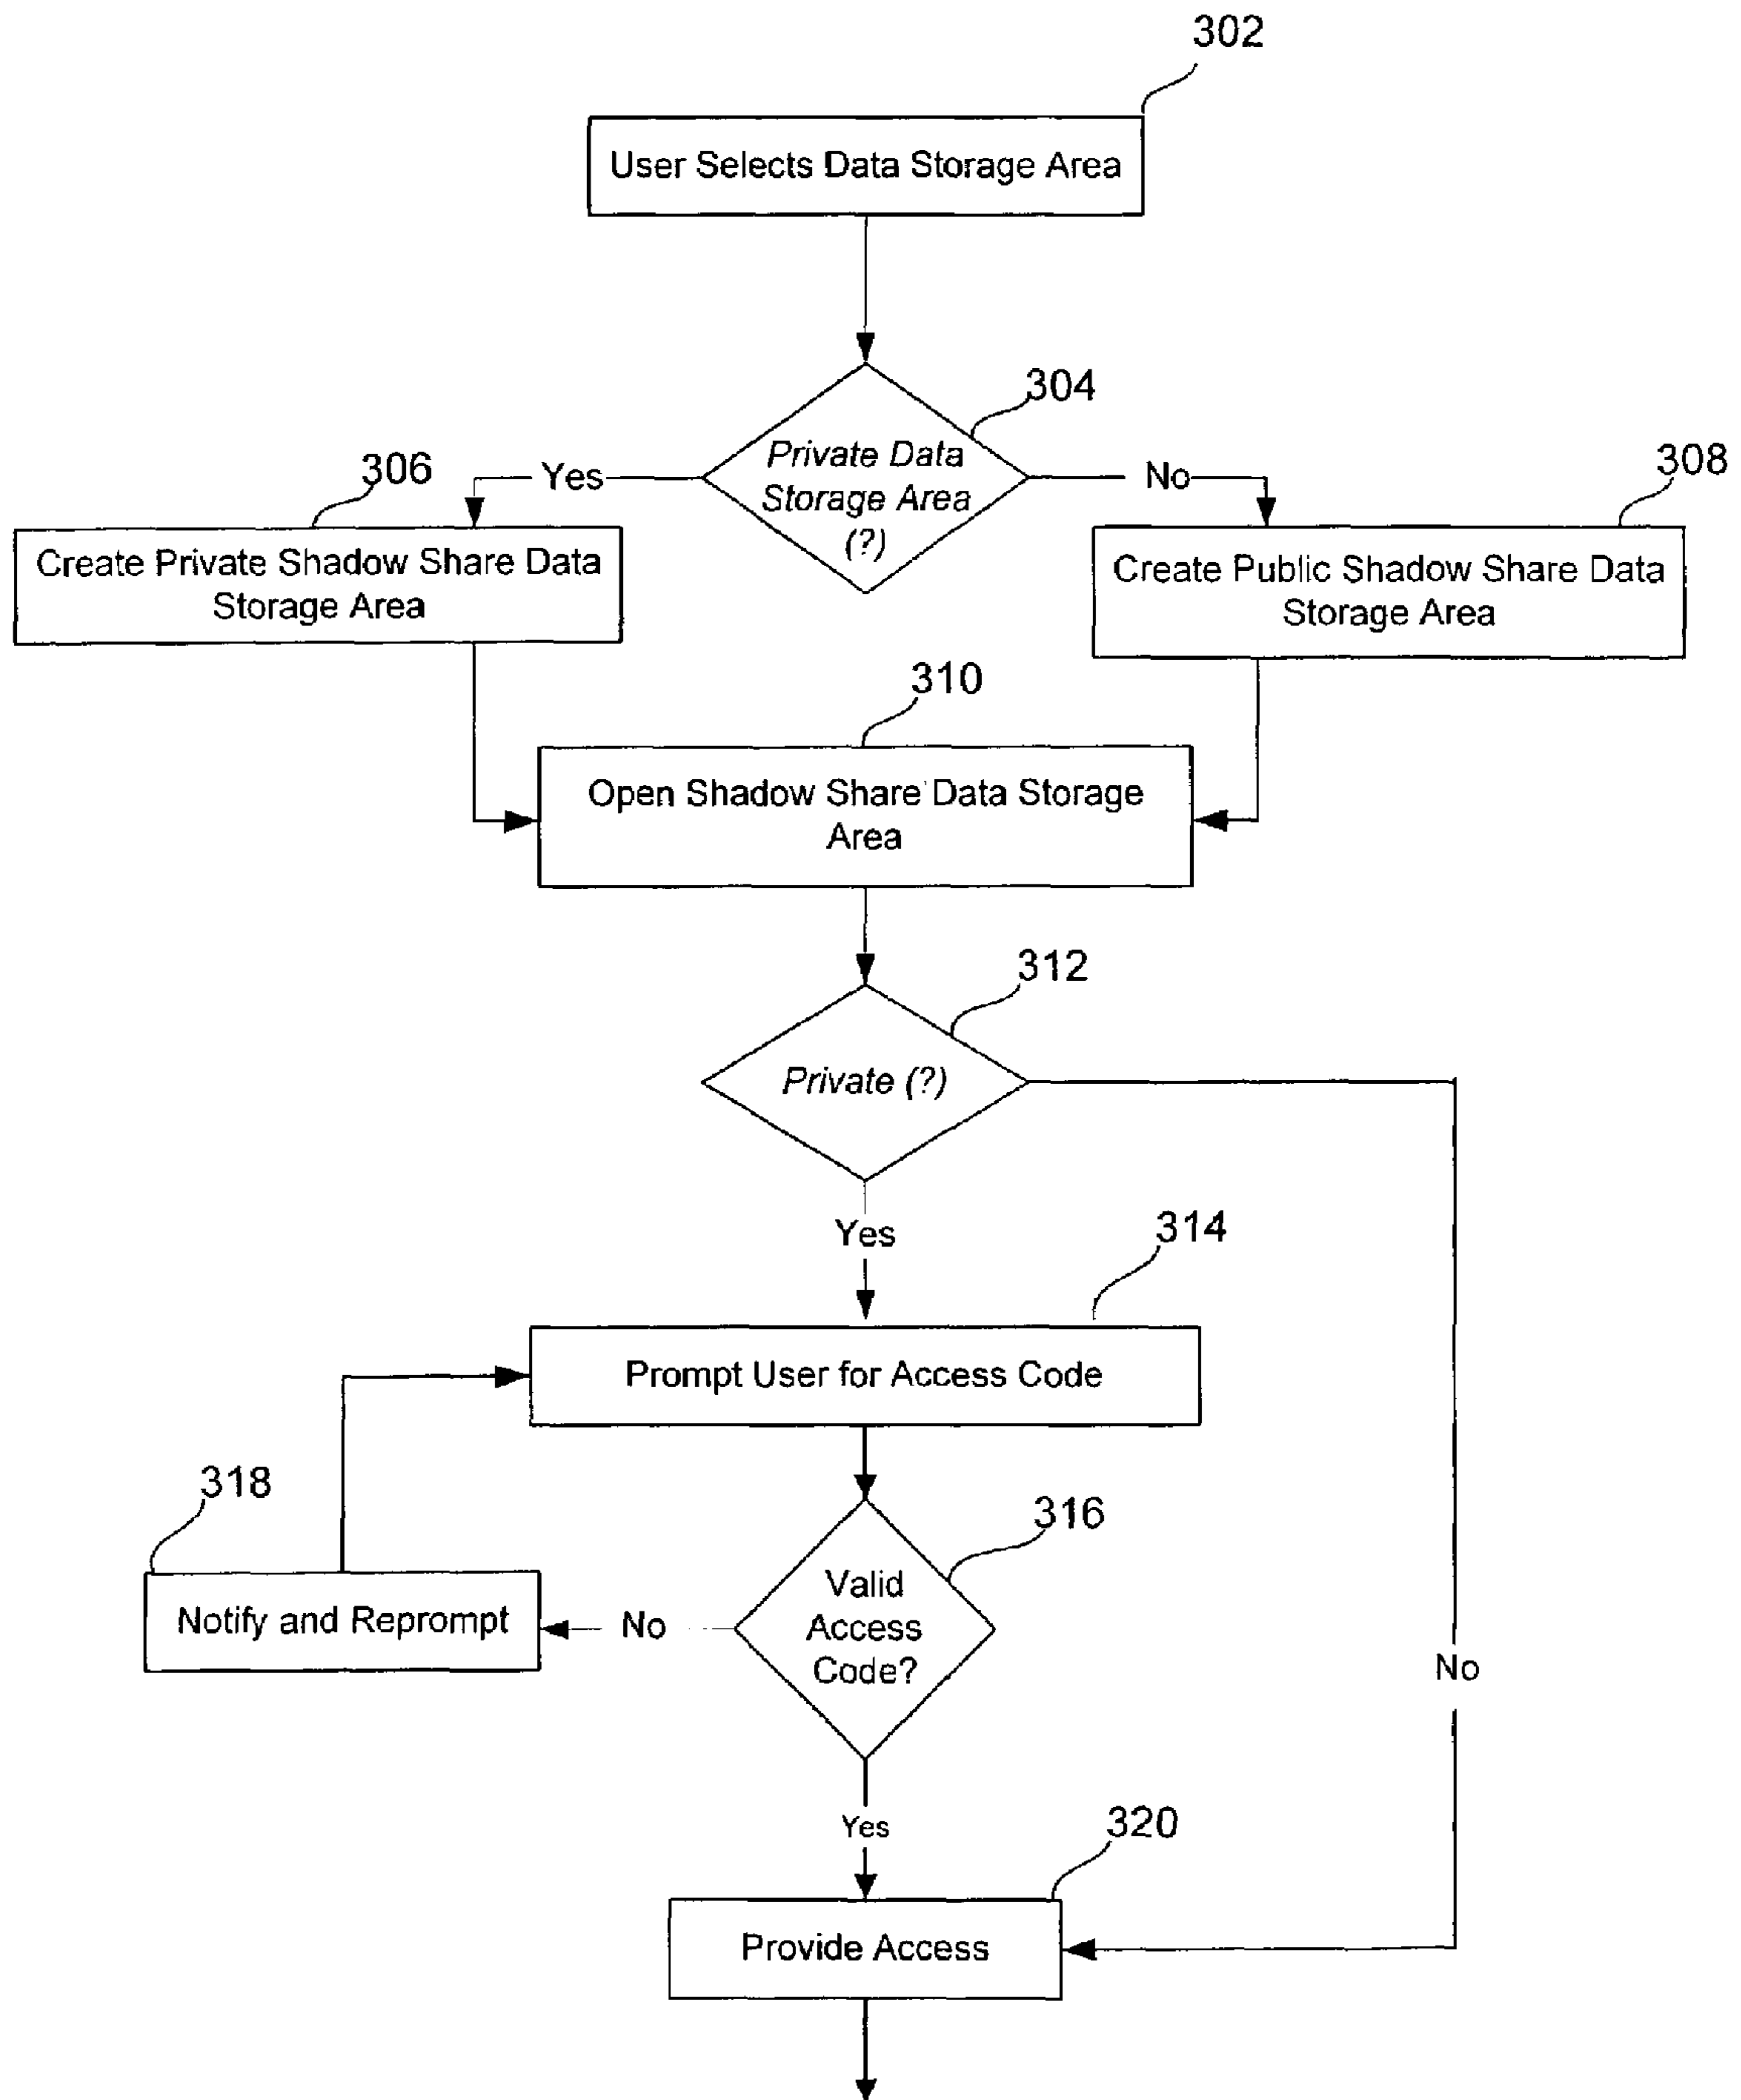 302
User Selects Data Storage Area
304
Private Data
Storage Area
(?)
Yes
No
306
Create Private Shadow Share Data
Storage Area
308
Create Public Shadow Share Data
Storage Area
310
Open Shadow Share Data Storage
Area
312
Private (?)
Yes
No
314
Prompt User for Access Code
316
Valid
Access
Code?
No
318
Notify and Reprompt
Yes
320
Provide Access